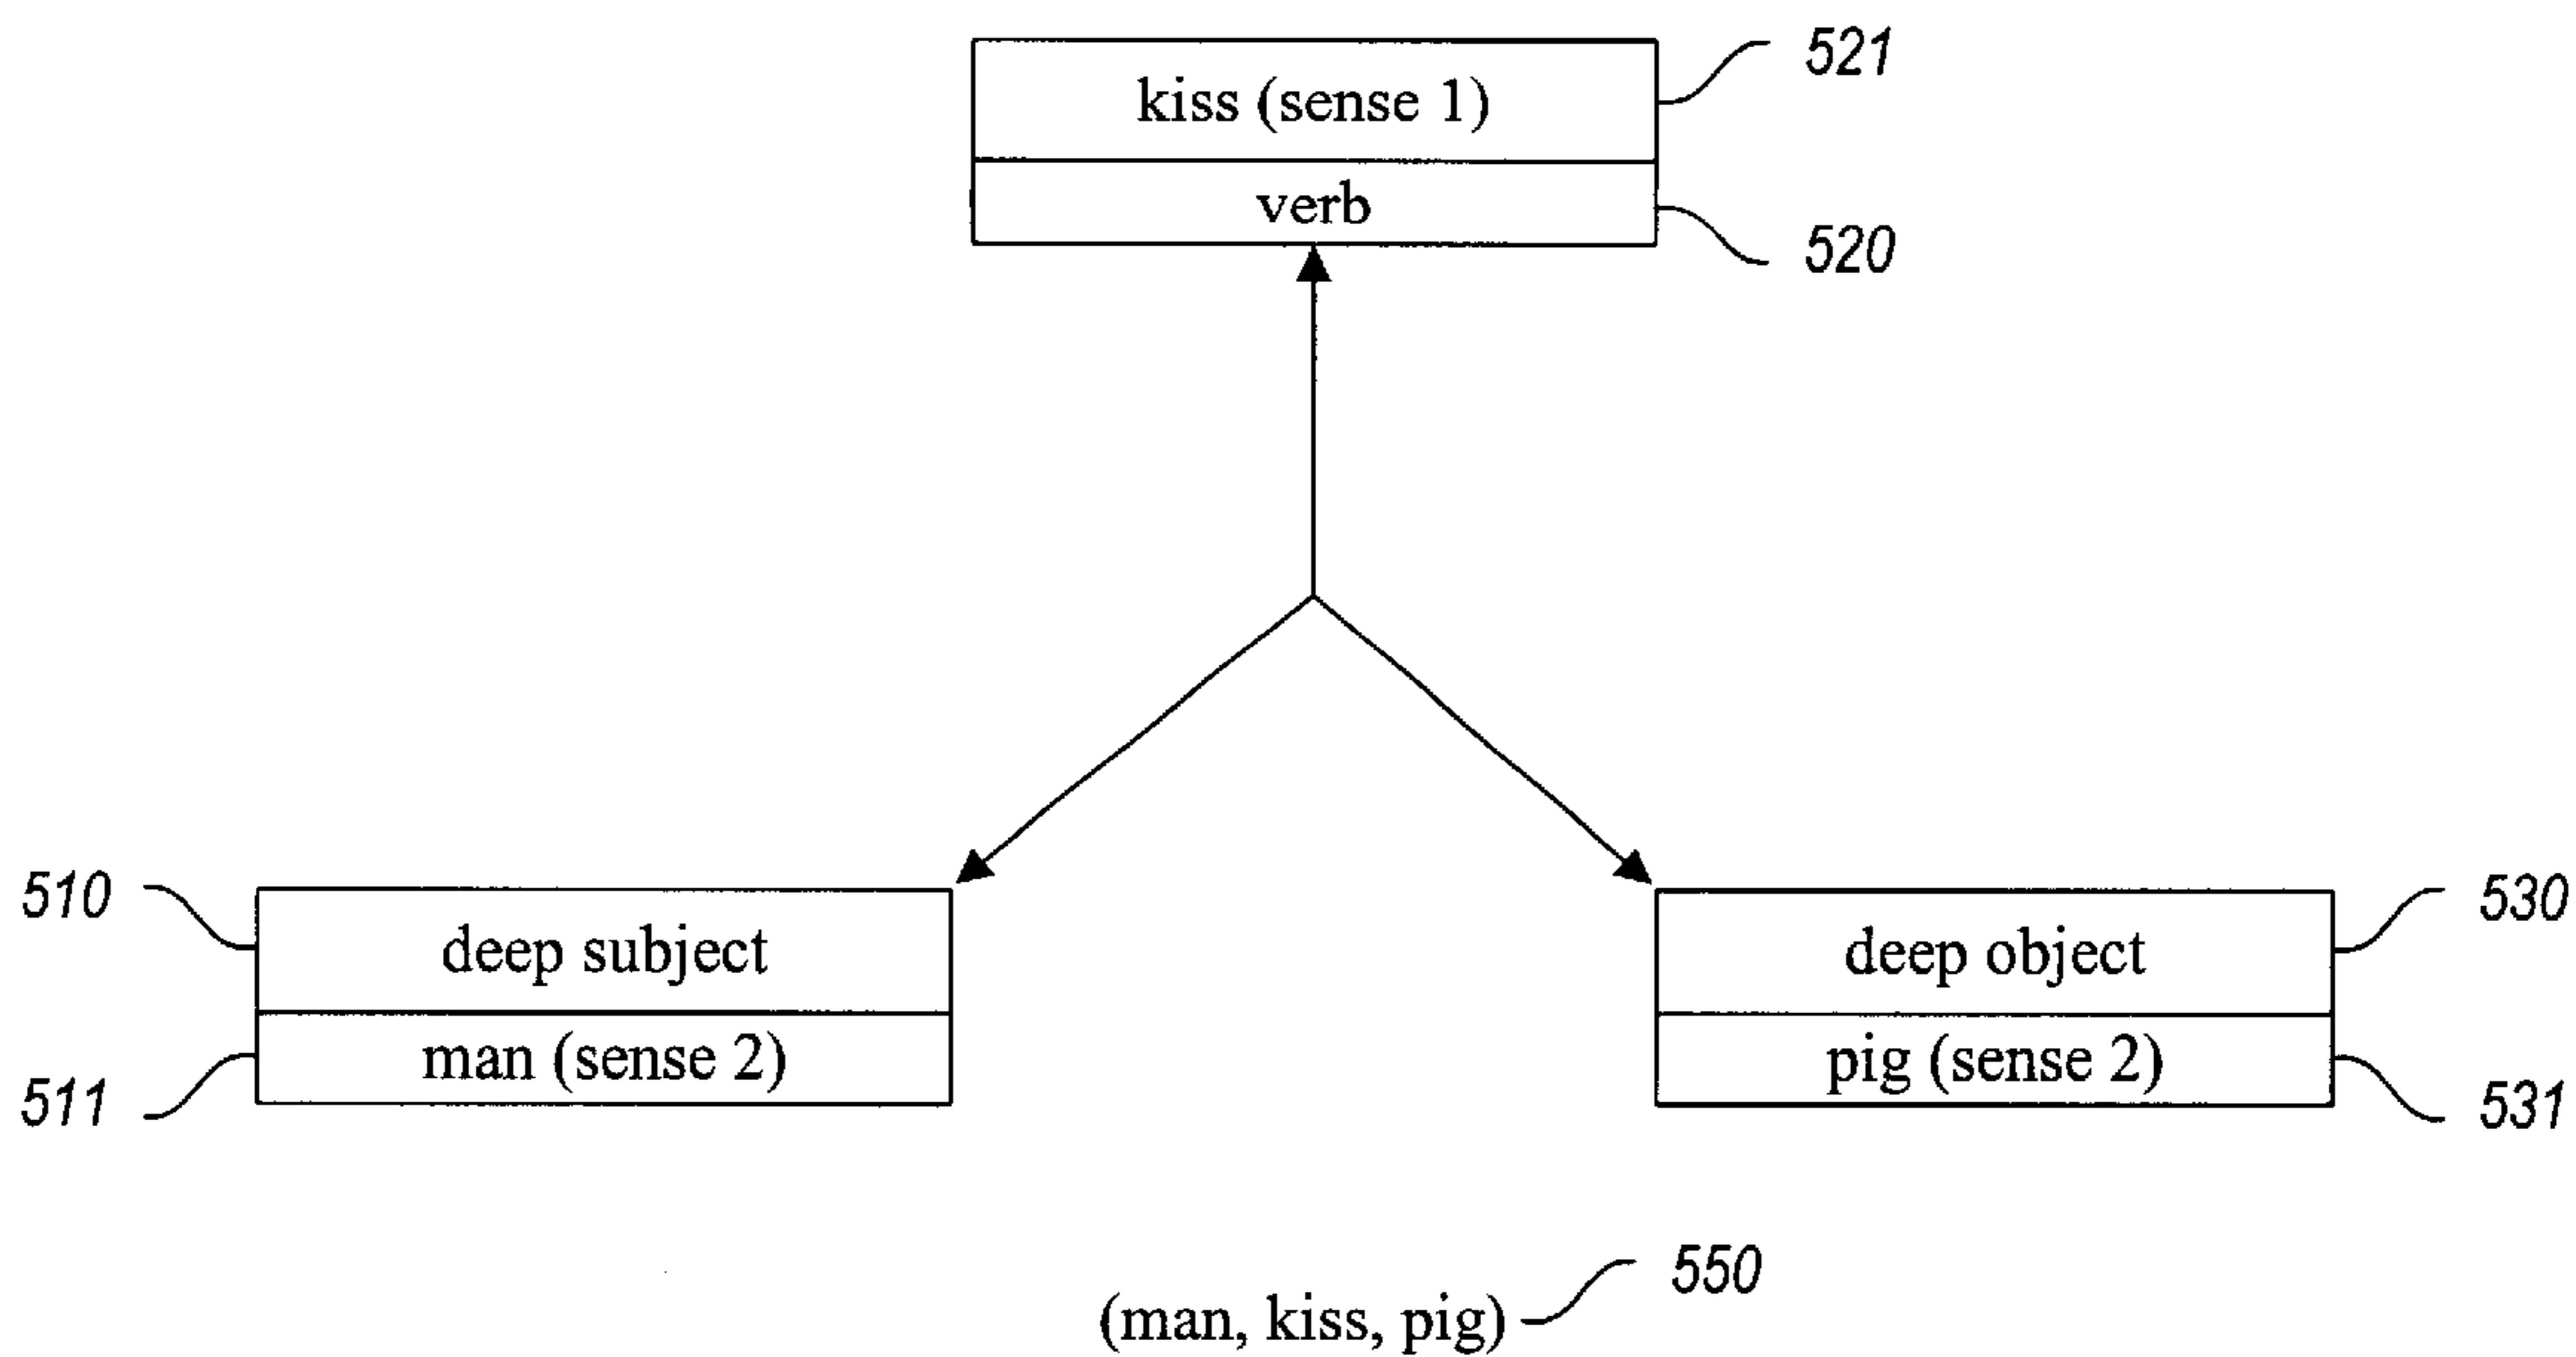 kiss (sense 1)
521
verb
520
510
deep subject
deep object
530
511
man (sense 2)
pig (sense 2)
531
(man, kiss, pig)
550